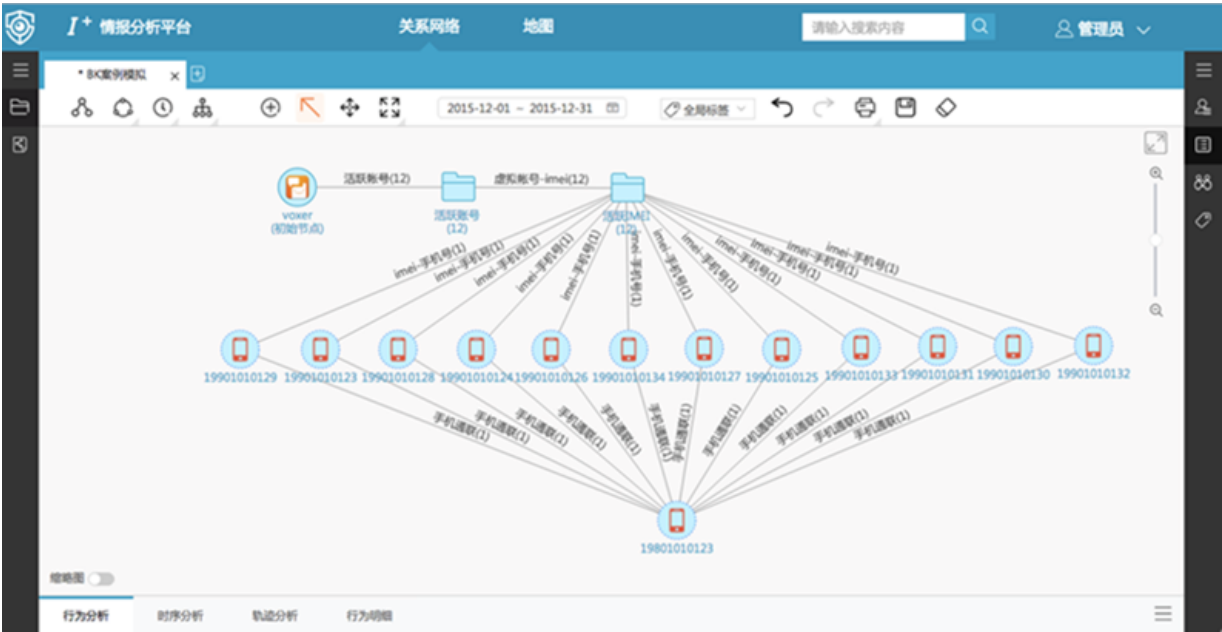 I+ 情报分析平台
关系网络
地图
请输入搜索内容
管理员
* BK案例模拟
2015-12-01 ~ 2015-12-31
全局标签
活跃账号(12)
虚拟账号-imei(12)
voxer
(初始节点)
活跃账号
(12)
活跃IMEI
(12)
imei-手机号(1)
imei-手机号(1)
imei-手机号(1)
imei-手机号(1)
imei-手机号(1)
imei-手机号(1)
imei-手机号(1)
imei-手机号(1)
imei-手机号(1)
imei-手机号(1)
imei-手机号(1)
imei-手机号(1)
19901010129 19901010123 19901010128 19901010124 19901010126 19901010134 19901010127 19901010125 19901010133 19901010131 19901010130 19901010132
手机通联(1)
手机通联(1)
手机通联(1)
手机通联(1)
手机通联(1)
手机通联(1)
手机通联(1)
手机通联(1)
手机通联(1)
手机通联(1)
手机通联(1)
手机通联(1)
19801010123
缩略图
行为分析
时序分析
轨迹分析
行为明细